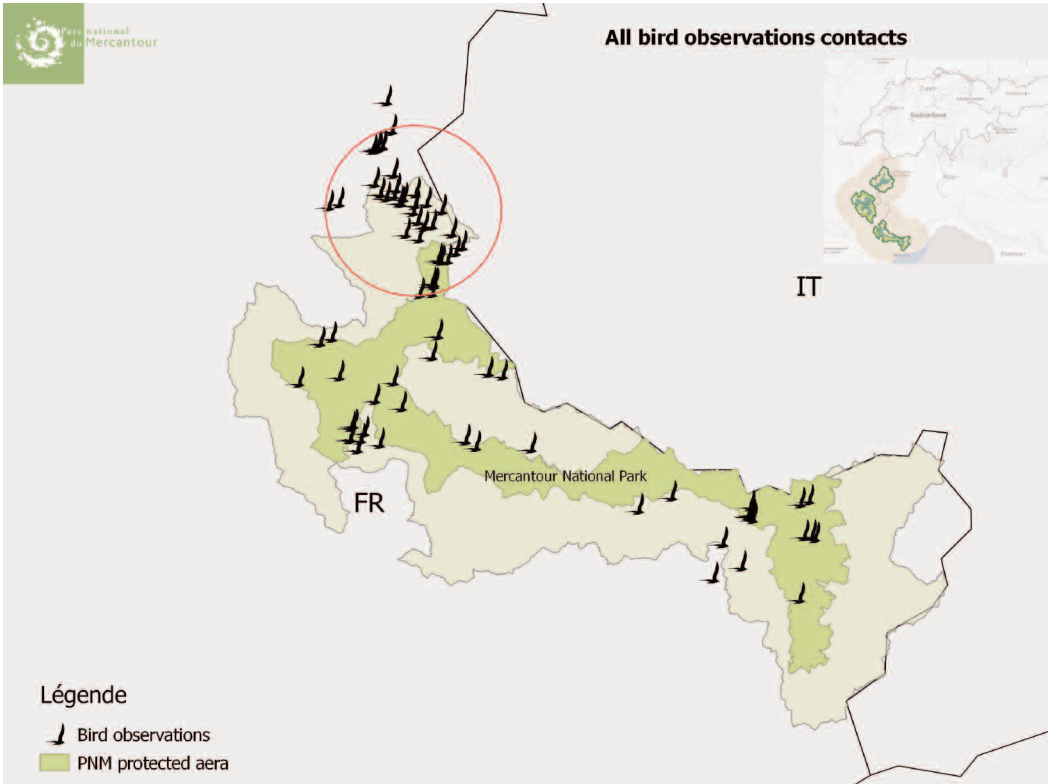 Parc national
du Mercantour
All bird observations contacts
Switzerland
IT
Mercantour National Park
FR
Légende
Bird observations
PNM protected aera